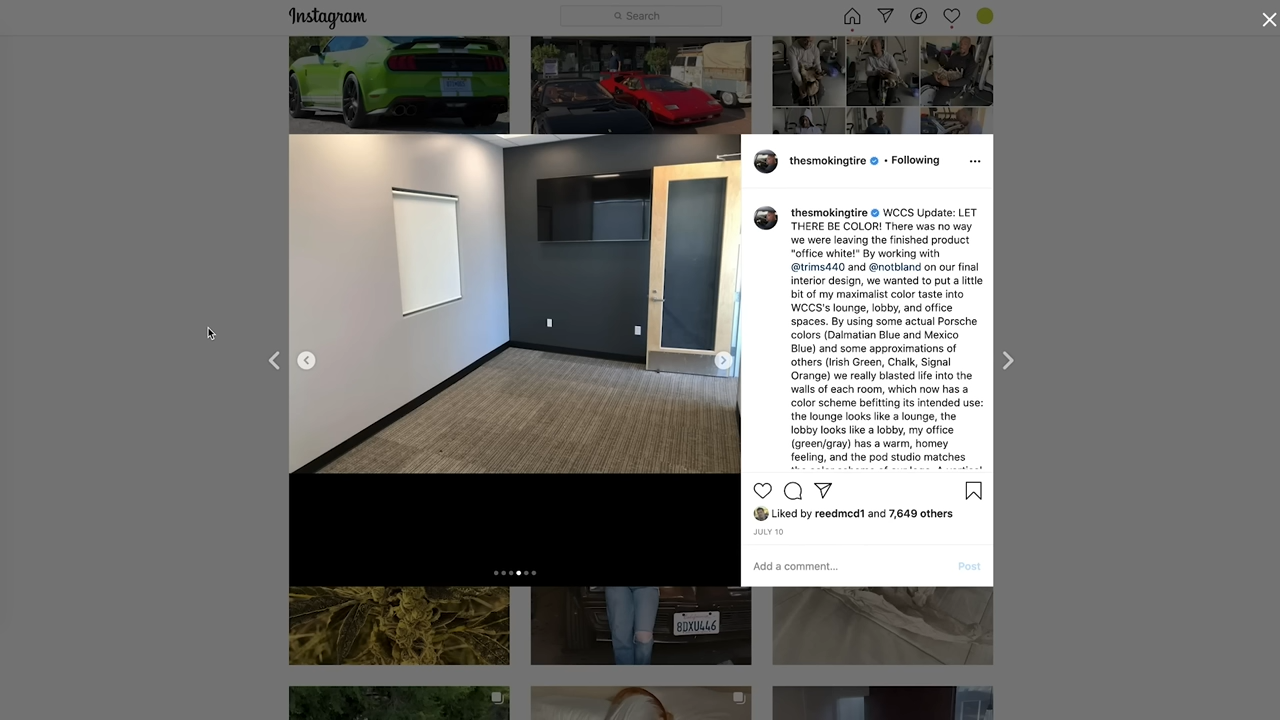 Instagram
Search
thesmokingtire • Following
thesmokingtire WCCS Update: LET
THERE BE COLOR! There was no way
we were leaving the finished product
"office white!" By working with
@trims440 and @notbland on our final
interior design, we wanted to put a little
bit of my maximalist color taste into
WCCS's lounge, lobby, and office
spaces. By using some actual Porsche
colors (Dalmatian Blue and Mexico
Blue) and some approximations of
others (Irish Green, Chalk, Signal
Orange) we really blasted life into the
walls of each room, which now has a
color scheme befitting its intended use:
the lounge looks like a lounge, the
lobby looks like a lobby, my office
(green/gray) has a warm, homey
feeling, and the pod studio matches
Liked by reedmcd1 and 7,649 others
JULY 10
Add a comment...
Post
8DXU446